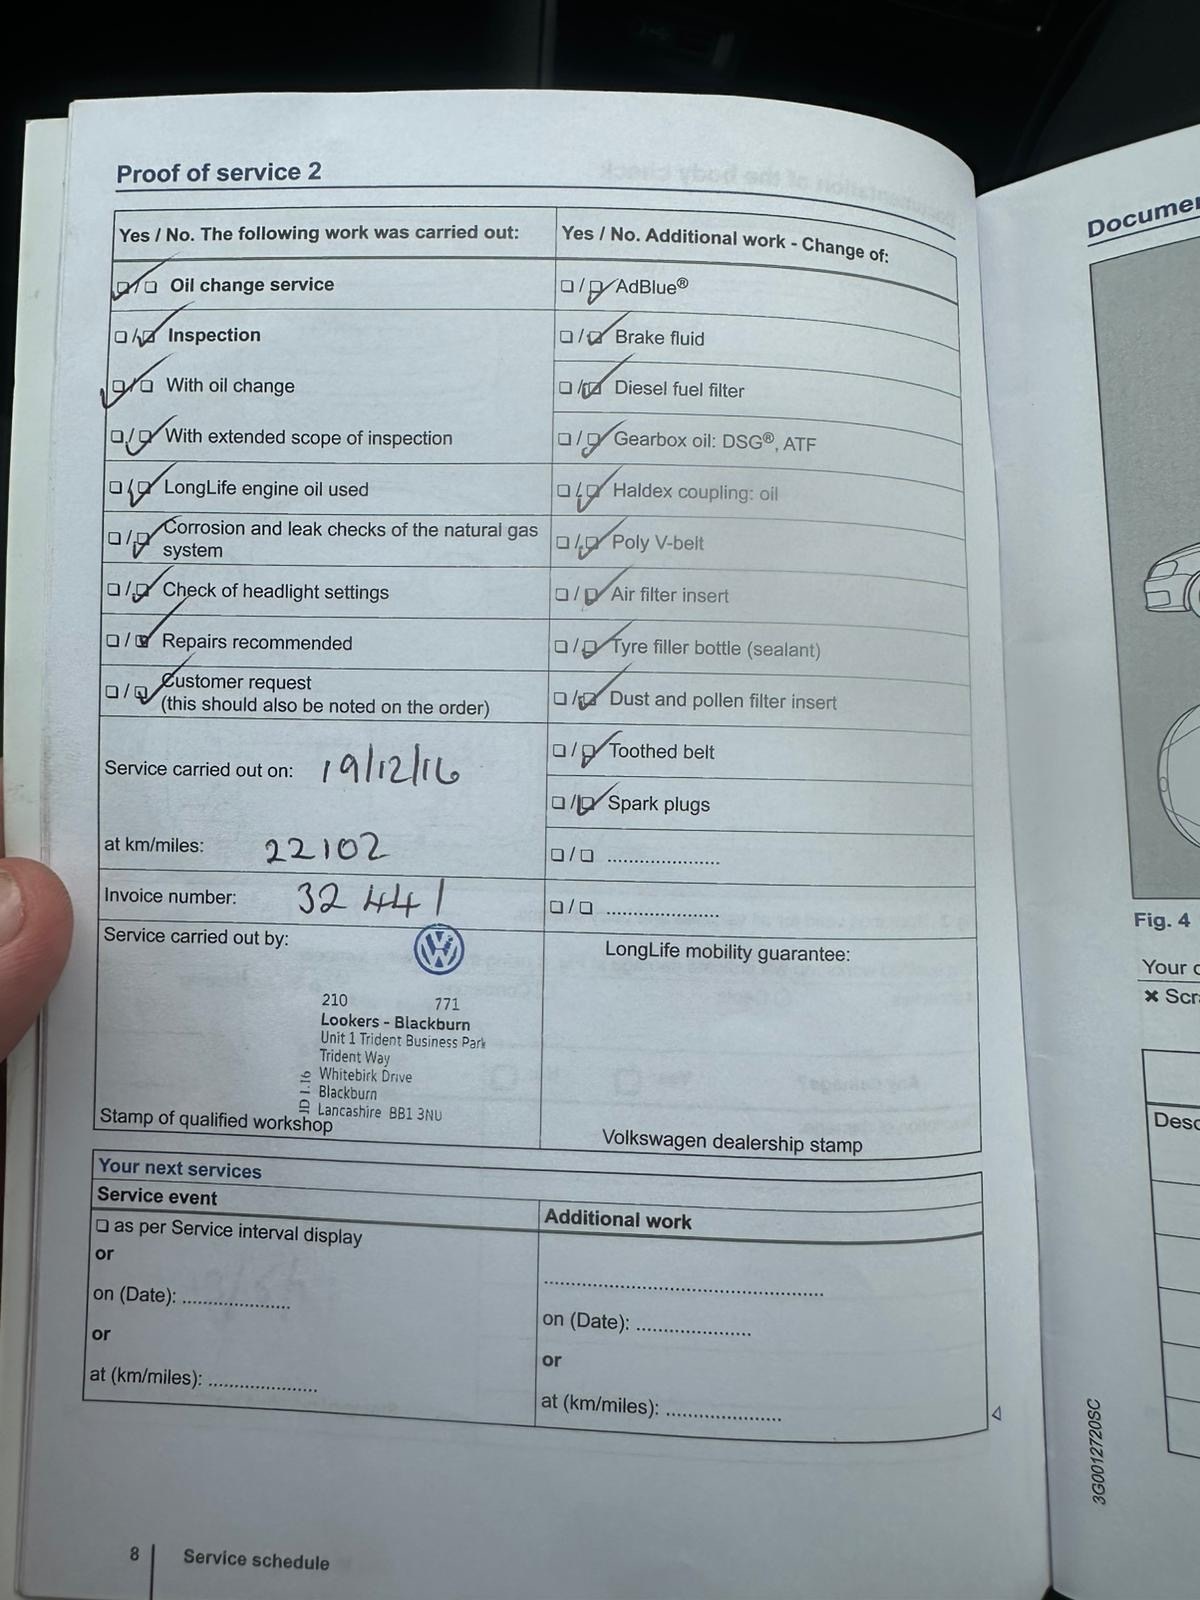 Proof of service 2
Yes / No. The following work was carried out:
☑/☐ Oil change service
☐/☑ Inspection
☑/☐ With oil change
☐/☑ With extended scope of inspection
☐/☑ LongLife engine oil used
☐/☑ Corrosion and leak checks of the natural gas
system
☐/☑ Check of headlight settings
☐/☑ Repairs recommended
☐/☑ Customer request
(this should also be noted on the order)
Service carried out on: 19/12/16
at km/miles: 22102
Invoice number: 32441
Service carried out by:
VW
210 771
Lookers - Blackburn
Unit 1 Trident Business Park
Trident Way
Whitebirk Drive
Blackburn
Lancashire BB1 3NU
JD 1.16
Stamp of qualified workshop
Yes / No. Additional work - Change of:
☐/☑ AdBlue®
☐/☑ Brake fluid
☐/☑ Diesel fuel filter
☐/☑ Gearbox oil: DSG®, ATF
☐/☑ Haldex coupling: oil
☐/☑ Poly V-belt
☐/☑ Air filter insert
☐/☑ Tyre filler bottle (sealant)
☐/☑ Dust and pollen filter insert
☐/☑ Toothed belt
☐/☑ Spark plugs
☐/☐ .....................
☐/☐ .....................
LongLife mobility guarantee:
Volkswagen dealership stamp
Your next services
Service event
☐ as per Service interval display
or
on (Date): ....................
or
at (km/miles): ....................
Additional work
..................................................
on (Date): .....................
or
at (km/miles): .....................
8 Service schedule
Documen
Fig. 4
Your
× Scr
Desc
3G0012720SC